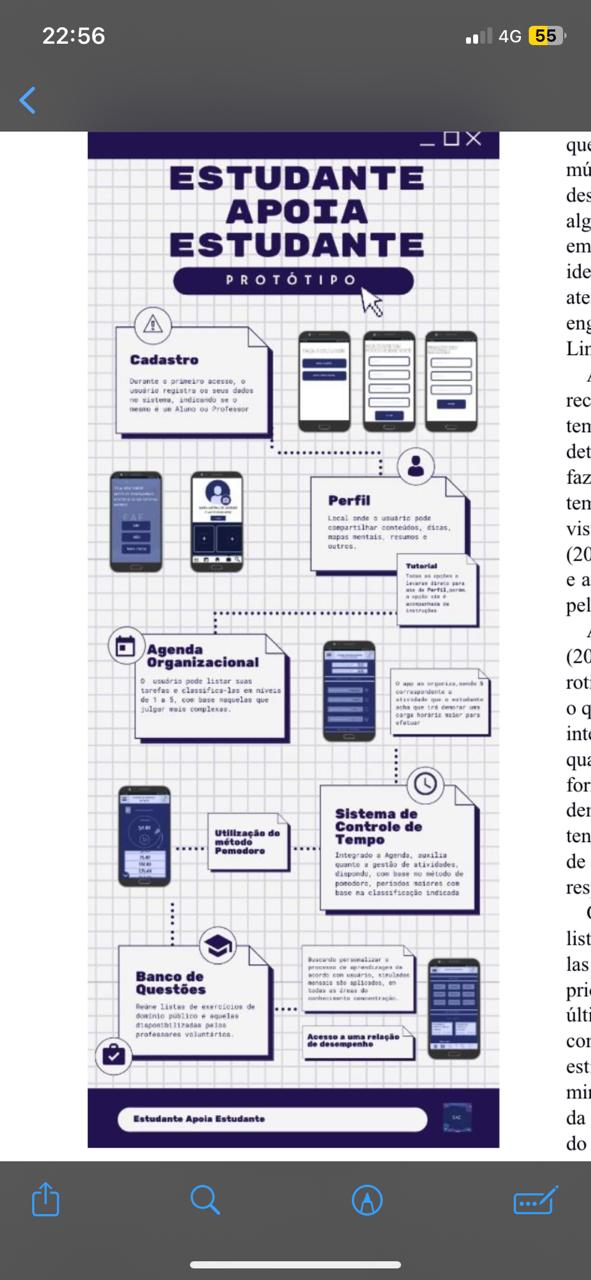 22:56
4G
55
ESTUDANTE
APOIA
ESTUDANTE
PROTÓTIPO
Cadastro
Durante o primeiro acesso, o
usuário registra os seus dados
no sistema, indicando se o
mesmo é um Aluno ou Professor
Perfil
Local onde o usuário pode
compartilhar conteúdos, dicas,
mapas mentais, resumos e
outros.
Tutorial
Todas as opções o
levarão direto para
aba de Perfil, porém
a opção sim é
acompanhada de
instruções
Agenda
Organizacional
O usuário pode listar suas
tarefas e classifica-las em níveis
de 1 a 5, com base naquelas que
julgar mais complexas.
O app as organiza, sendo 5
correspondente a
atividade que o estudante
acha que irá demorar uma
carga horária maior para
efetuar
Sistema de
Controle de
Tempo
Integrado a Agenda, auxilia
quanto a gestão de atividades,
dispondo, com base no método de
pomodoro, períodos maiores com
base na classificação indicada
Utilização do
método
Pomodoro
Banco de
Questões
Reúne listas de exercícios de
domínio público e aquelas
disponibilizadas pelos
professores voluntários.
Buscando personalizar o
processo de aprendizagem de
acordo com usuário, simulados
mensais são aplicados, em
todas as áreas do
conhecimento concentração.
Acesso a uma relação
de desempenho
Estudante Apoia Estudante
EAE
que
mú
des
alg
em
ide
ate
eng
Lin
A
rec
tem
det
faz
tem
vis
(20
e a
pel
A
(20
roti
o q
inte
qua
for
den
ten
de
res
list
las
prio
últi
con
est
min
da
do